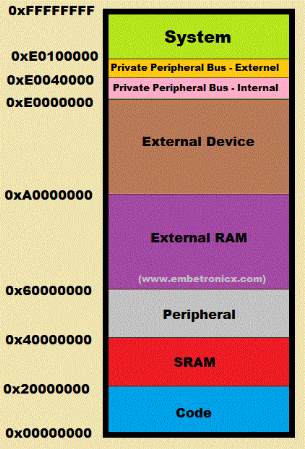 0xFFFFFFFF
System
0xE0100000
Private Peripheral Bus - Externel
0xE0040000
Private Peripheral Bus - Internal
0xE0000000
External Device
0xA0000000
External RAM
(www.embetronicx.com)
0x60000000
Peripheral
0x40000000
SRAM
0x20000000
Code
0x00000000